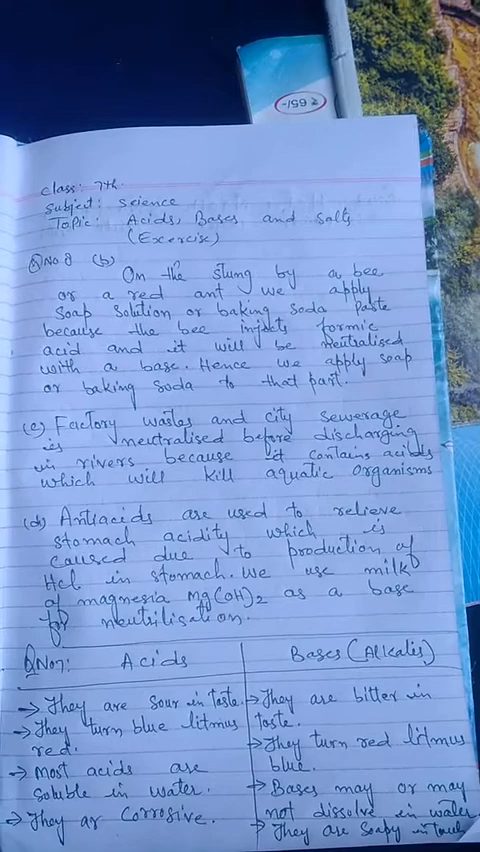 ₹ 65/-
Class: 7th.
Subject: Science
Topic: Acids, Bases and Salts
(Exercise)
QNo.8 (b)
On the stung by a bee
or a red ant we apply
Soap Solution or baking Soda Paste
because the bee injects formic
acid and it will be neutralised
with a base. Hence we apply soap
or baking Soda to that part.
(c) Factory wastes and city sewerage
is neutralised before discharging
in rivers because it contains acids
which will kill aquatic organisms
(d) Antiacids are used to relieve
stomach acidity which is
caused due to production of
Hcl in stomach. We use milk
of magnesia Mg(OH)2 as a base
for neutrilisation.
QNo7: Acids Bases (Alkalis)
→ They are sour in taste. → They are bitter in
taste.
→ They turn blue litmus
red.
→ They turn red litmus
blue.
→ Most acids are
soluble in water.
→ Bases may or may
not dissolve in water
→ They ar corrosive.
→ They are soapy in touch